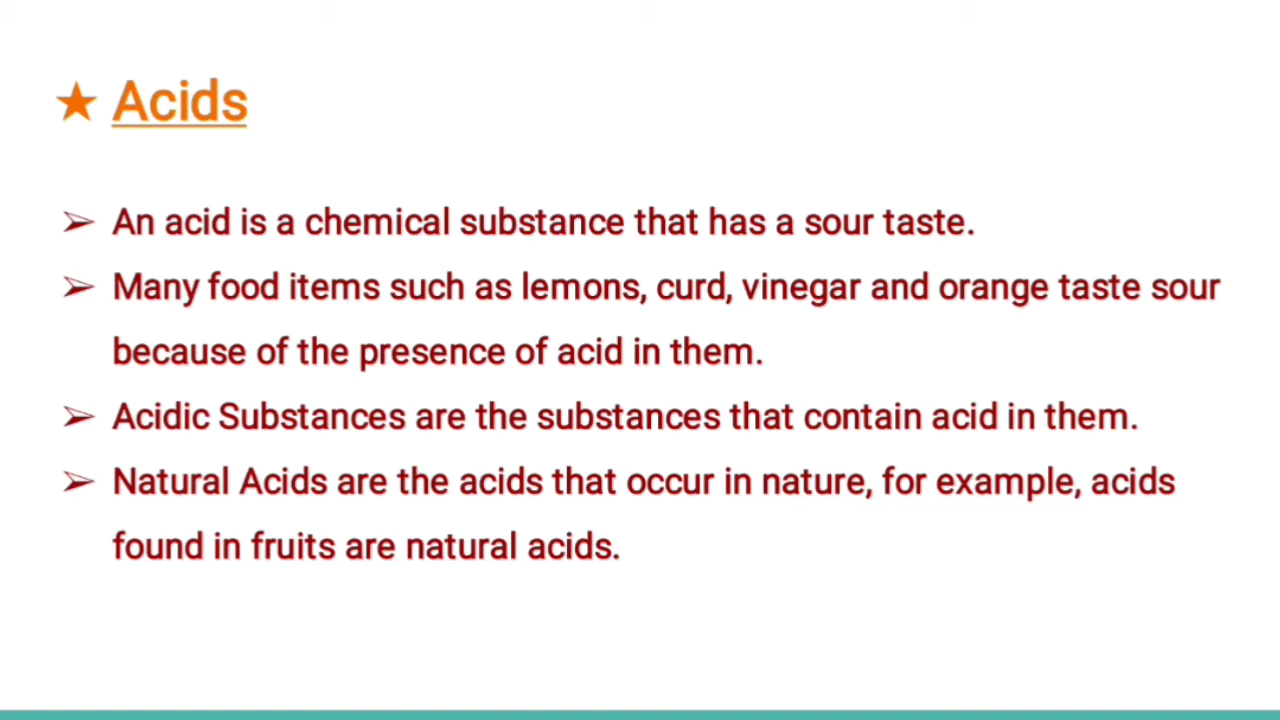 ★ Acids
➢ An acid is a chemical substance that has a sour taste.
➢ Many food items such as lemons, curd, vinegar and orange taste sour
because of the presence of acid in them.
➢ Acidic Substances are the substances that contain acid in them.
➢ Natural Acids are the acids that occur in nature, for example, acids
found in fruits are natural acids.